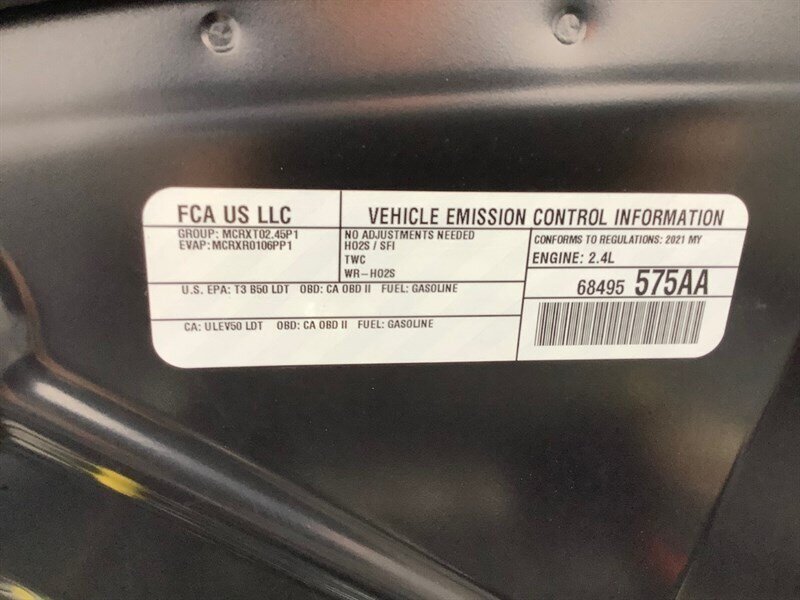 FCA US LLC
VEHICLE EMISSION CONTROL INFORMATION
GROUP: MCRXT02.45P1
EVAP: MCRXR0106PP1
NO ADJUSTMENTS NEEDED
HO2S / SFI
TWC
WR-HO2S
CONFORMS TO REGULATIONS: 2021 MY
ENGINE: 2.4L
U.S. EPA: T3 B50 LDT OBD: CA OBD II FUEL: GASOLINE
68495 575AA
CA: ULEV50 LDT OBD: CA OBD II FUEL: GASOLINE